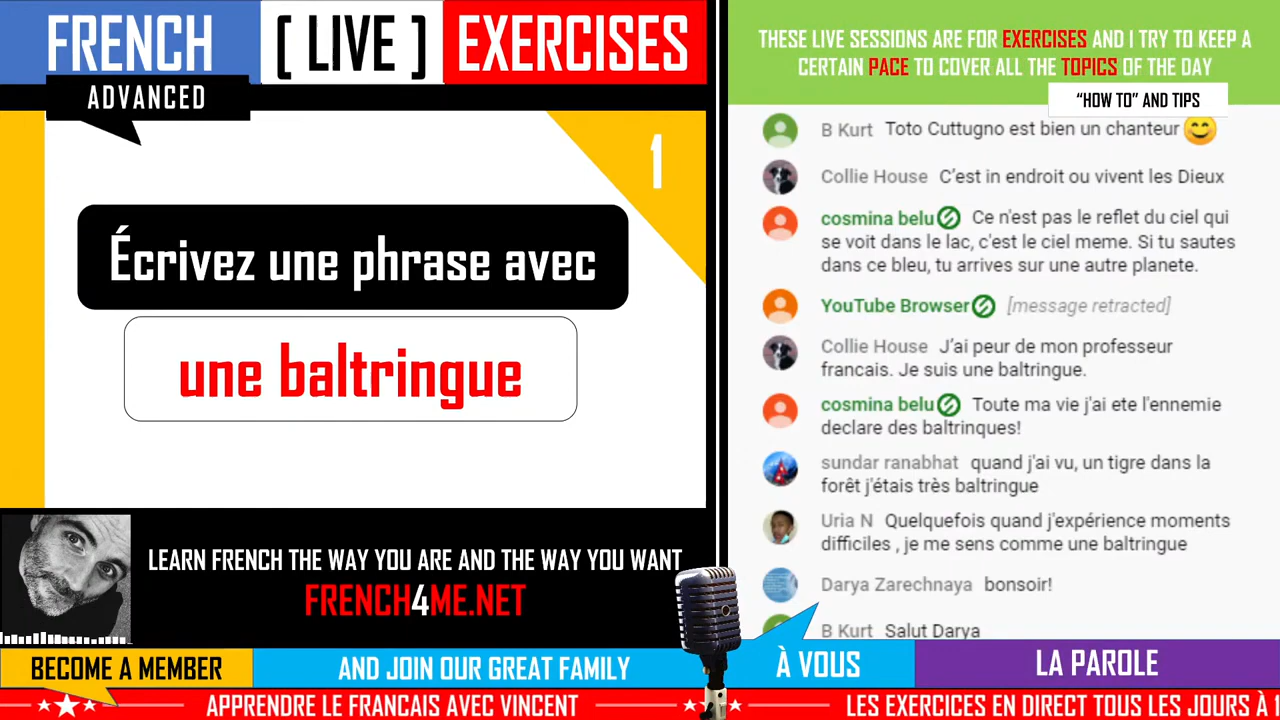 FRENCH
[ LIVE ]
EXERCISES
ADVANCED
1
Écrivez une phrase avec
une baltringue
LEARN FRENCH THE WAY YOU ARE AND THE WAY YOU WANT
FRENCH4ME.NET
BECOME A MEMBER
AND JOIN OUR GREAT FAMILY
THESE LIVE SESSIONS ARE FOR EXERCISES AND I TRY TO KEEP A
CERTAIN PACE TO COVER ALL THE TOPICS OF THE DAY
“HOW TO” AND TIPS
B Kurt Toto Cuttugno est bien un chanteur
Collie House C’est in endroit ou vivent les Dieux
cosmina belu Ce n'est pas le reflet du ciel qui
se voit dans le lac, c'est le ciel meme. Si tu sautes
dans ce bleu, tu arrives sur une autre planete.
YouTube Browser [message retracted]
Collie House J’ai peur de mon professeur
francais. Je suis une baltringue.
cosmina belu Toute ma vie j'ai ete l'ennemie
declare des baltrinques!
sundar ranabhat quand j'ai vu, un tigre dans la
forêt j'étais très baltringue
Uria N Quelquefois quand j'expérience moments
difficiles , je me sens comme une baltringue
Darya Zarechnaya bonsoir!
B Kurt Salut Darya
À VOUS
LA PAROLE
APPRENDRE LE FRANCAIS AVEC VINCENT
LES EXERCICES EN DIRECT TOUS LES JOURS À 1